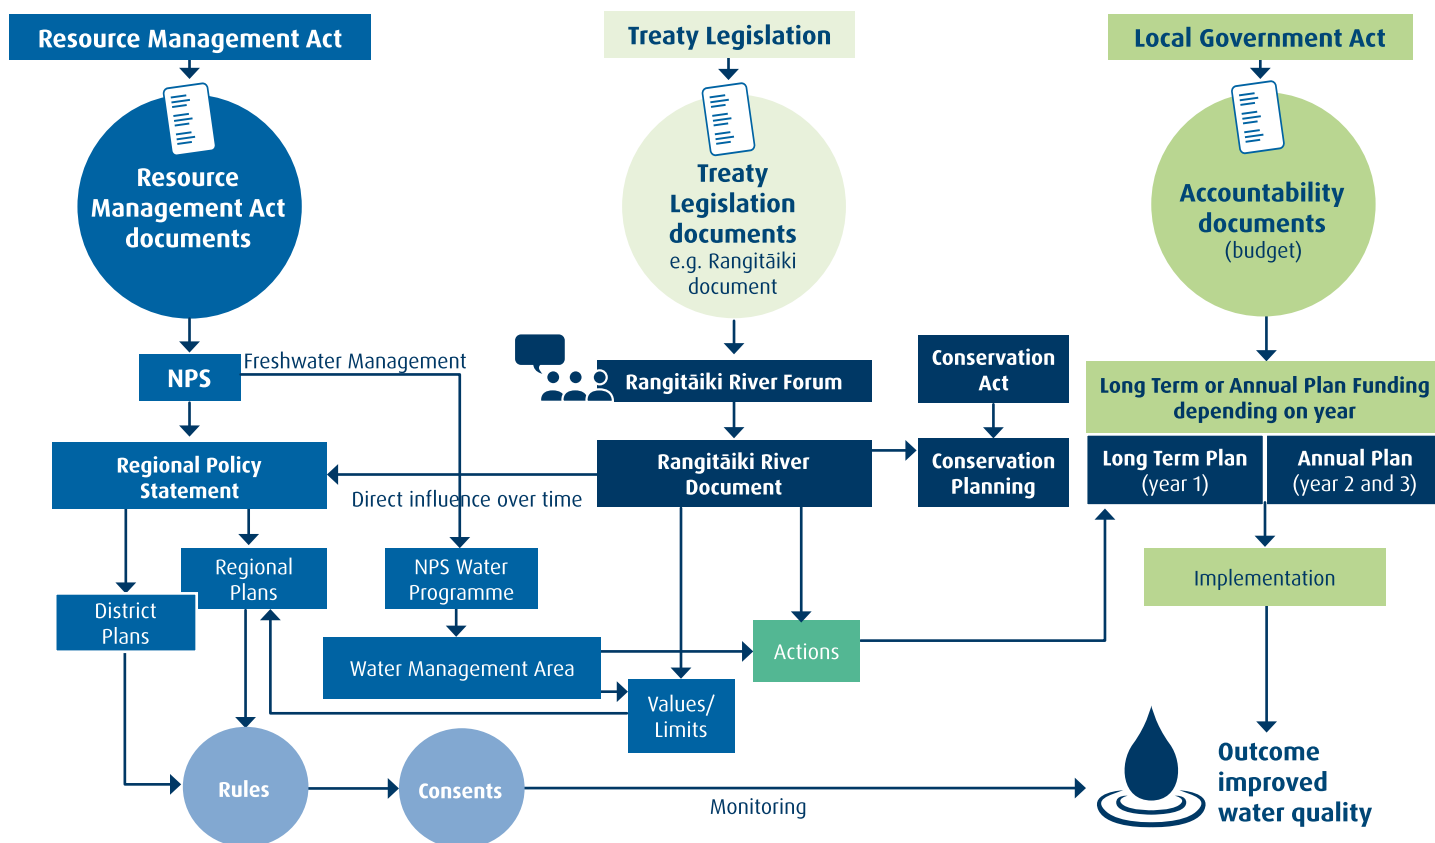 Resource Management Act
Treaty Legislation
Local Government Act
Resource
Management Act
documents
Treaty
Legislation
documents
e.g. Rangitāiki
document
Accountability
documents
(budget)
NPS
Freshwater Management
Rangitāiki River Forum
Conservation
Act
Long Term or Annual Plan Funding
depending on year
Regional Policy
Statement
Direct influence over time
Rangitāiki River
Document
Conservation
Planning
Long Term Plan
(year 1)
Annual Plan
(year 2 and 3)
Regional
Plans
NPS Water
Programme
Implementation
District
Plans
Water Management Area
Actions
Values/
Limits
Rules
Consents
Monitoring
Outcome
improved
water quality